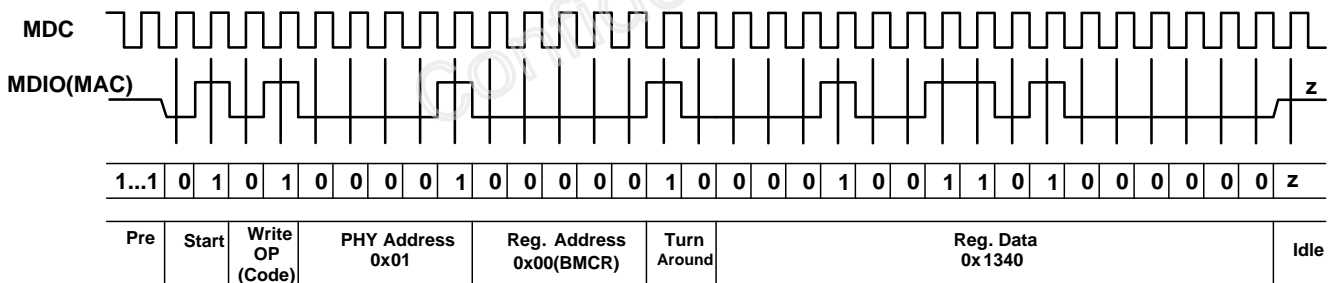 MDC
MDIO(MAC)
z
1...1 0 1 0 1 0 0 0 0 1 0 0 0 0 0 1 0 0 0 0 1 0 0 1 1 0 1 0 0 0 0 0 0 z
Pre Start Write OP (Code) PHY Address 0x01 Reg. Address 0x00(BMCR) Turn Around Reg. Data 0x1340 Idle